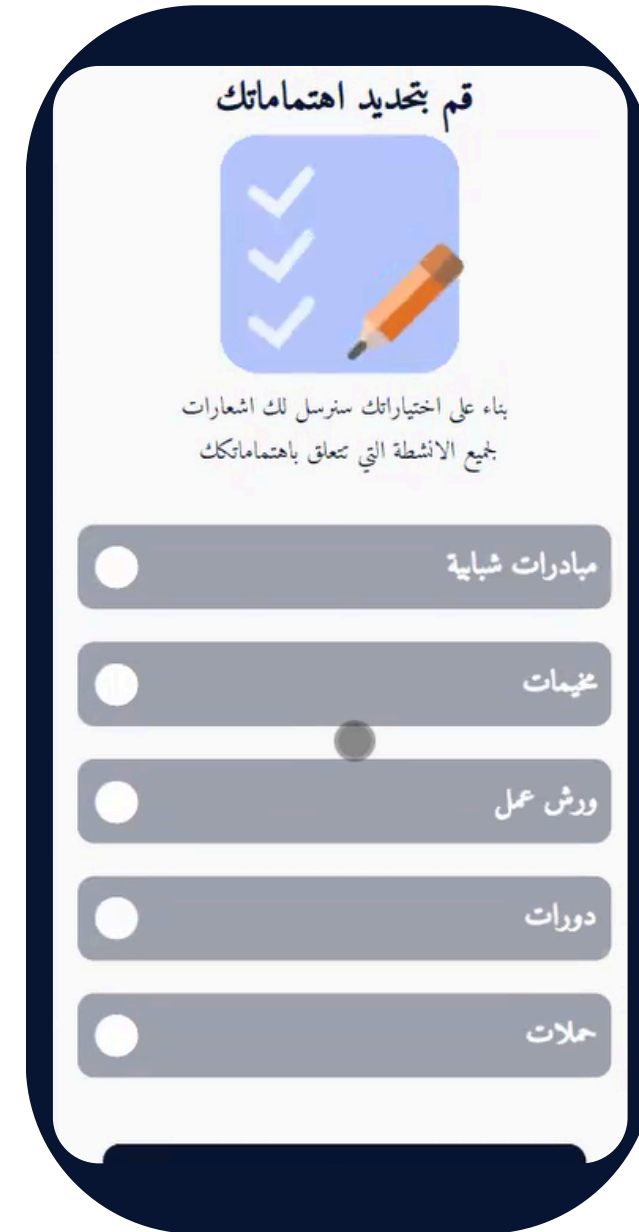 قم بتحديد اهتماماتك
بناء على اختياراتك سنرسل لك اشعارات
لجميع الانشطة التي تتعلق باهتماماتكك
مبادرات شبابية
مخيمات
ورش عمل
دورات
حملات